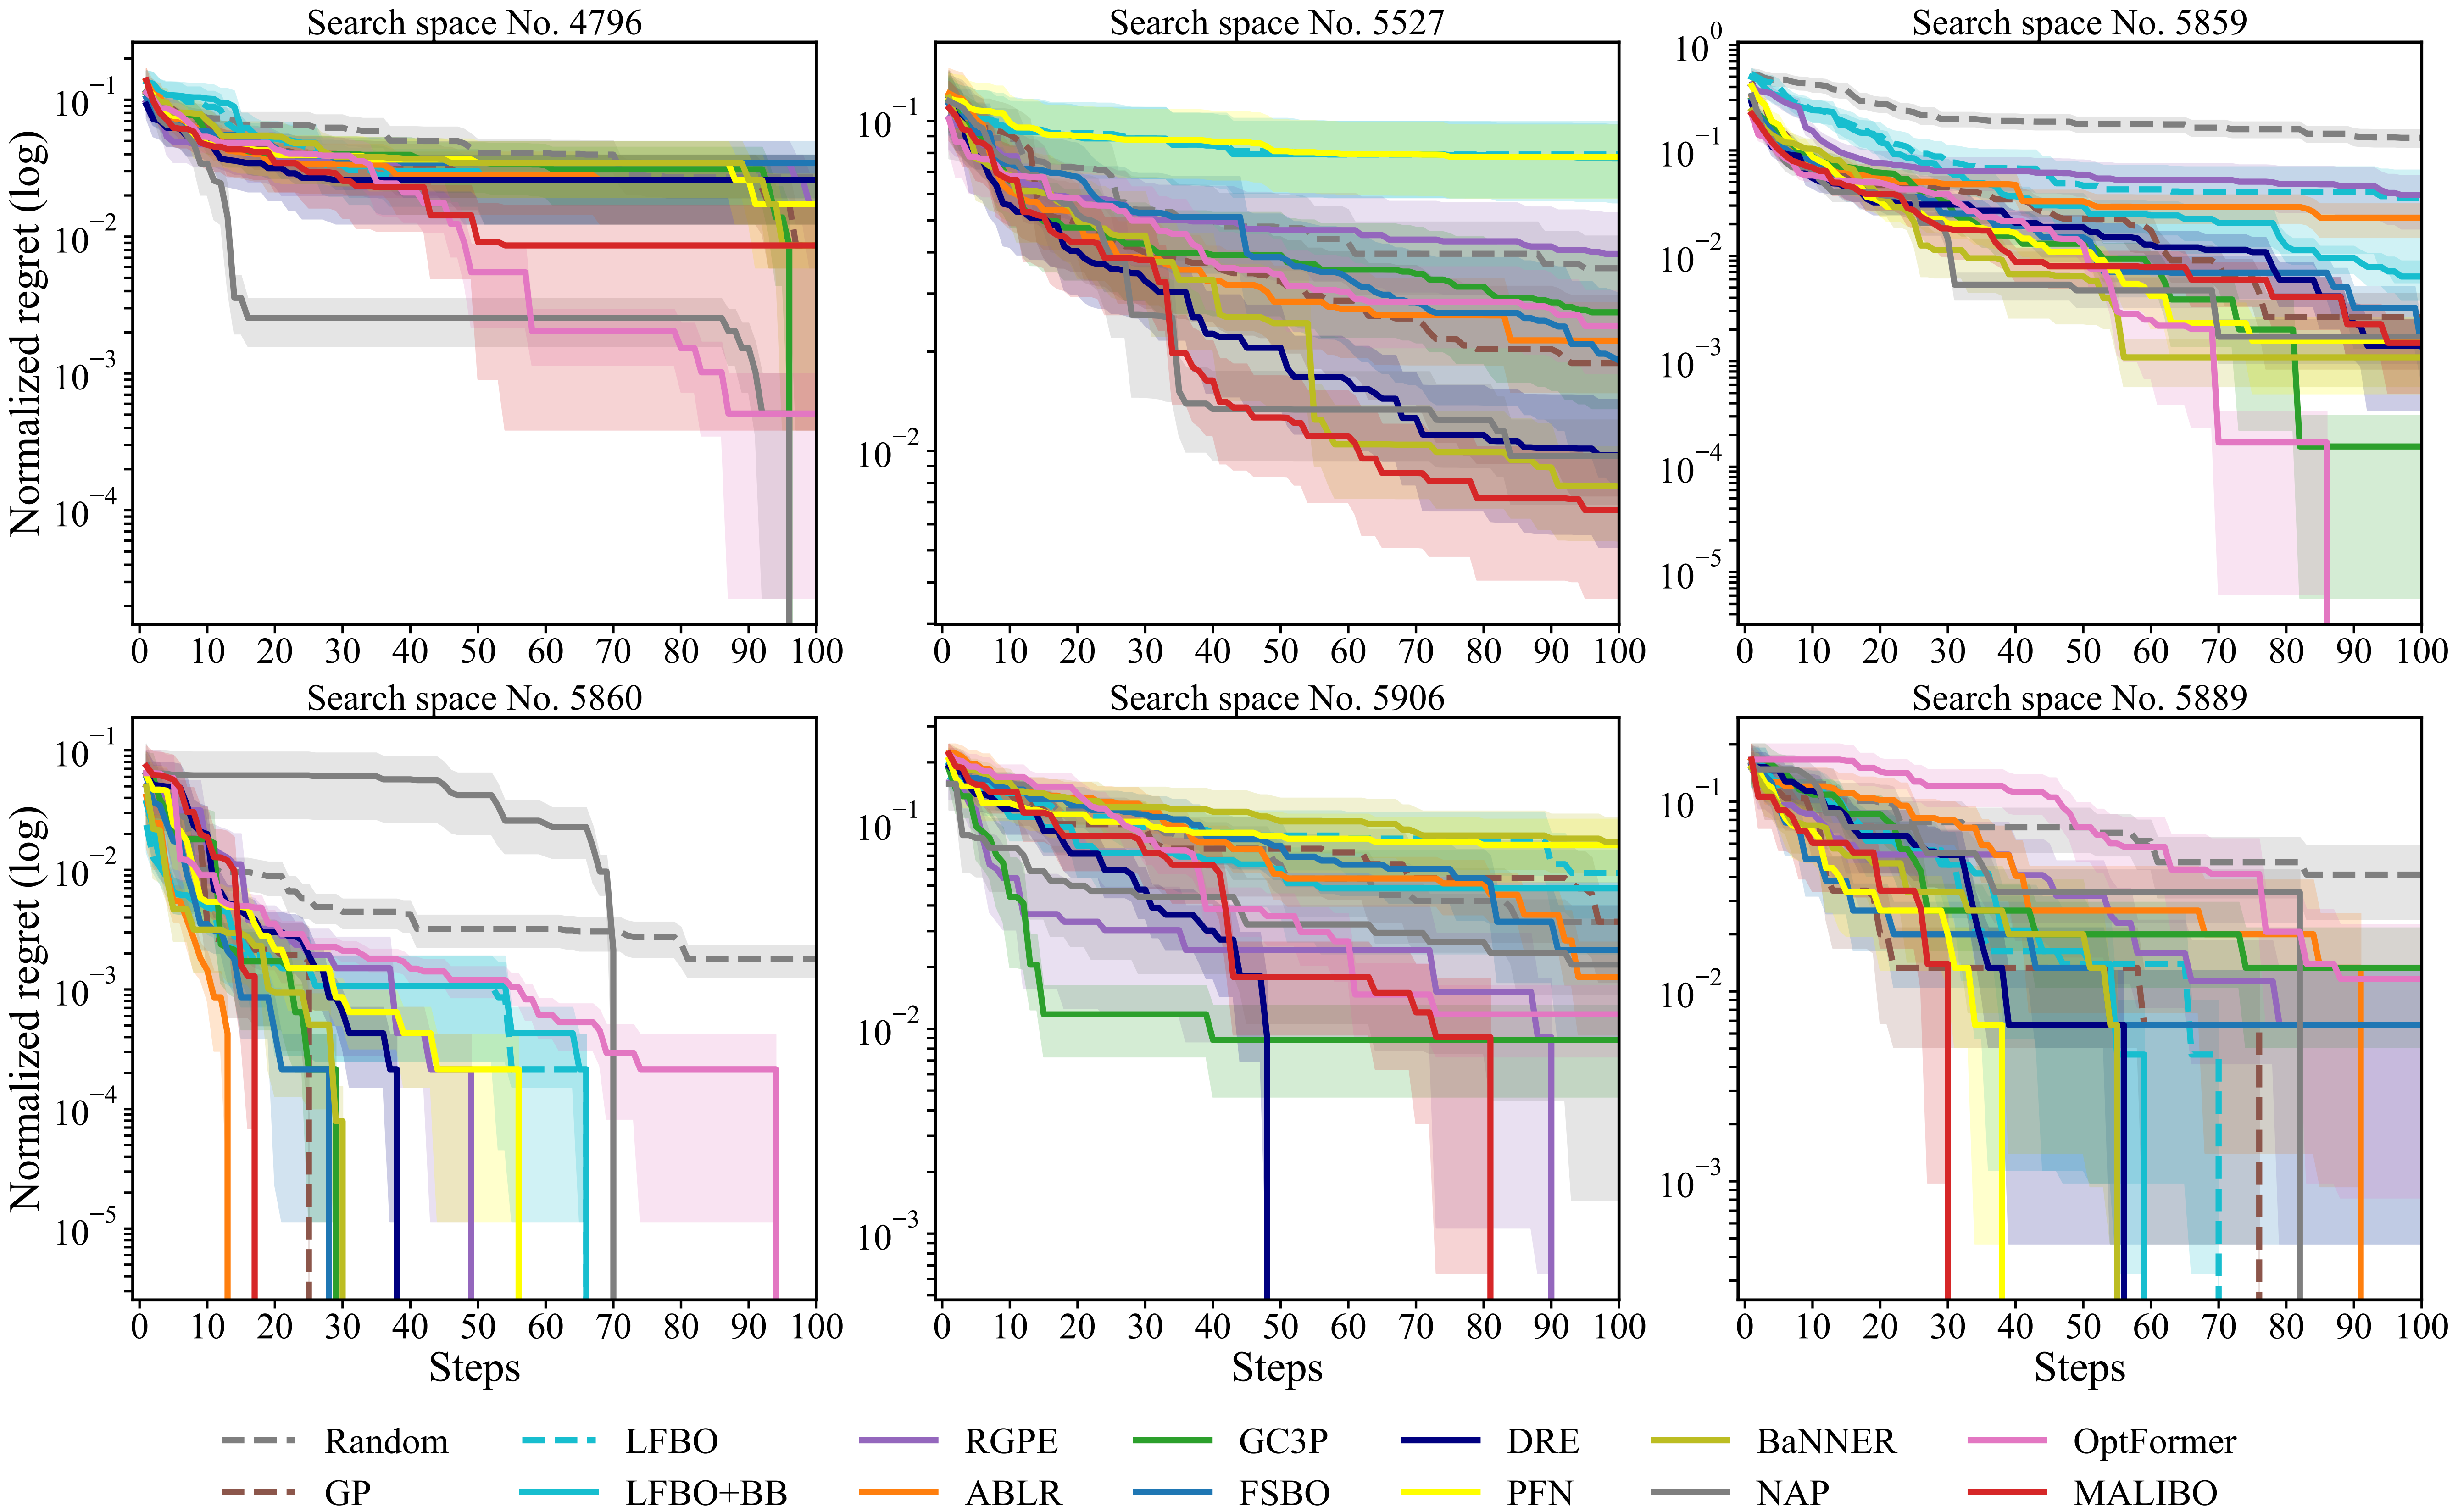 Search space No. 4796
Search space No. 5527
Search space No. 5859
Normalized regret (log)
10⁻¹
10⁻²
10⁻³
10⁻⁴
0 10 20 30 40 50 60 70 80 90 100
10⁻¹
10⁻²
0 10 20 30 40 50 60 70 80 90 100
10⁰
10⁻¹
10⁻²
10⁻³
10⁻⁴
10⁻⁵
0 10 20 30 40 50 60 70 80 90 100
Search space No. 5860
Search space No. 5906
Search space No. 5889
Normalized regret (log)
10⁻¹
10⁻²
10⁻³
10⁻⁴
10⁻⁵
0 10 20 30 40 50 60 70 80 90 100
Steps
10⁻¹
10⁻²
10⁻³
0 10 20 30 40 50 60 70 80 90 100
Steps
10⁻¹
10⁻²
10⁻³
0 10 20 30 40 50 60 70 80 90 100
Steps
Random LFBO RGPE GC3P DRE BaNNER OptFormer
GP LFBO+BB ABLR FSBO PFN NAP MALIBO